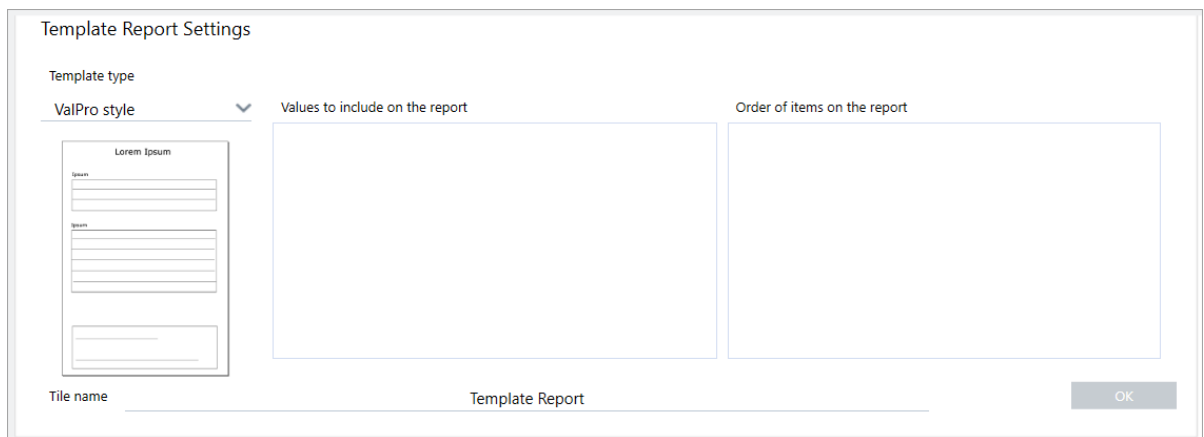 Template Report Settings
Template type
ValPro style
Values to include on the report
Order of items on the report
Lorem Ipsum
Ipsum
Ipsum
Tile name
Template Report
OK